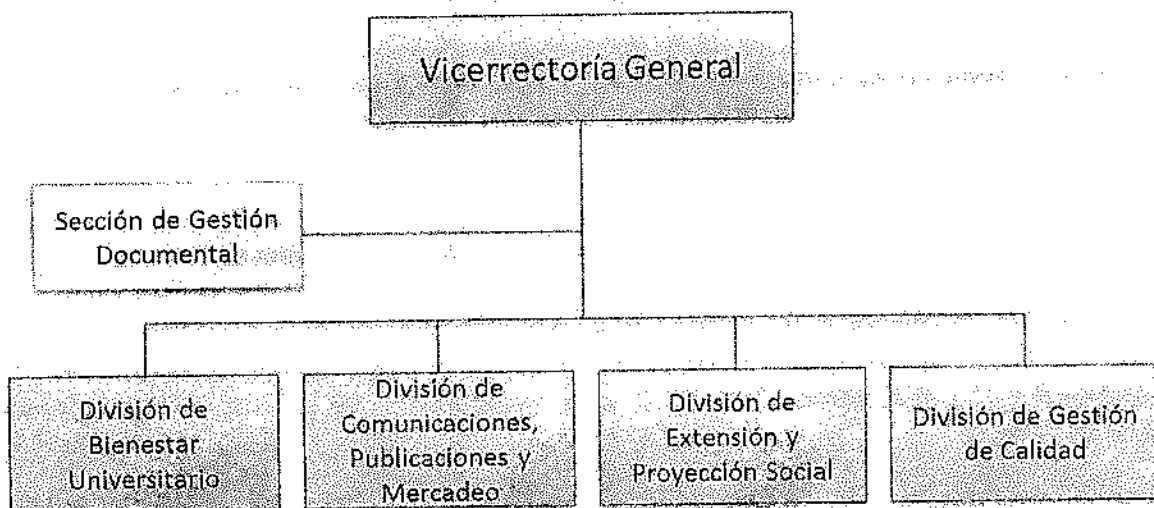 Vicerrectoría General
Sección de Gestión
Documental
División de
Bienestar
Universitario
División de
Comunicaciones,
Publicaciones y
Mercadeo
División de
Extensión y
Proyección Social
División de Gestión
de Calidad